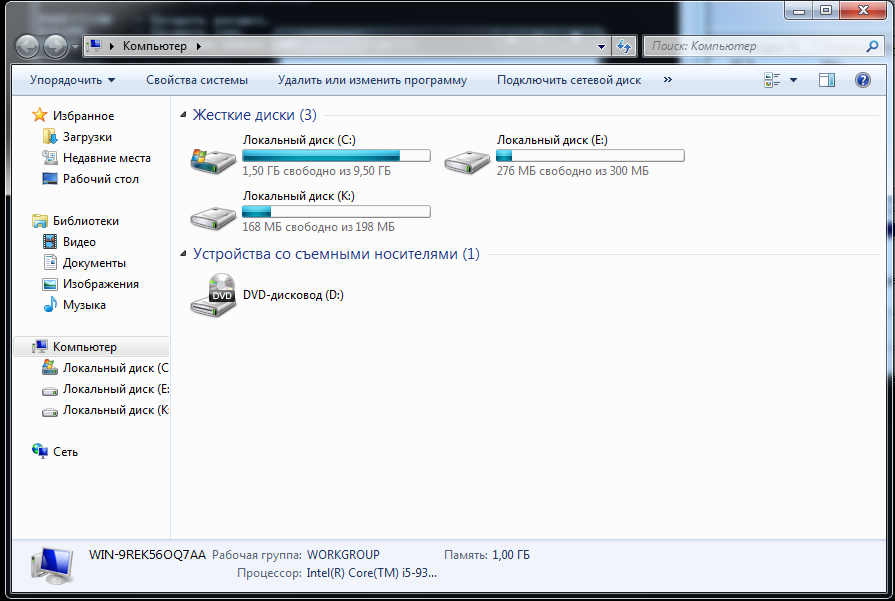 Компьютер
Поиск: Компьютер
Упорядочить Свойства системы Удалить или изменить программу Подключить сетевой диск »
Избранное
Загрузки
Недавние места
Рабочий стол
Библиотеки
Видео
Документы
Изображения
Музыка
Компьютер
Локальный диск (C
Локальный диск (E:
Локальный диск (K:
Сеть
Жесткие диски (3)
Локальный диск (C:)
1,50 ГБ свободно из 9,50 ГБ
Локальный диск (E:)
276 МБ свободно из 300 МБ
Локальный диск (K:)
168 МБ свободно из 198 МБ
Устройства со съемными носителями (1)
DVD
DVD-дисковод (D:)
WIN-9REK56OQ7AA Рабочая группа: WORKGROUP Память: 1,00 ГБ
Процессор: Intel(R) Core(TM) i5-93...